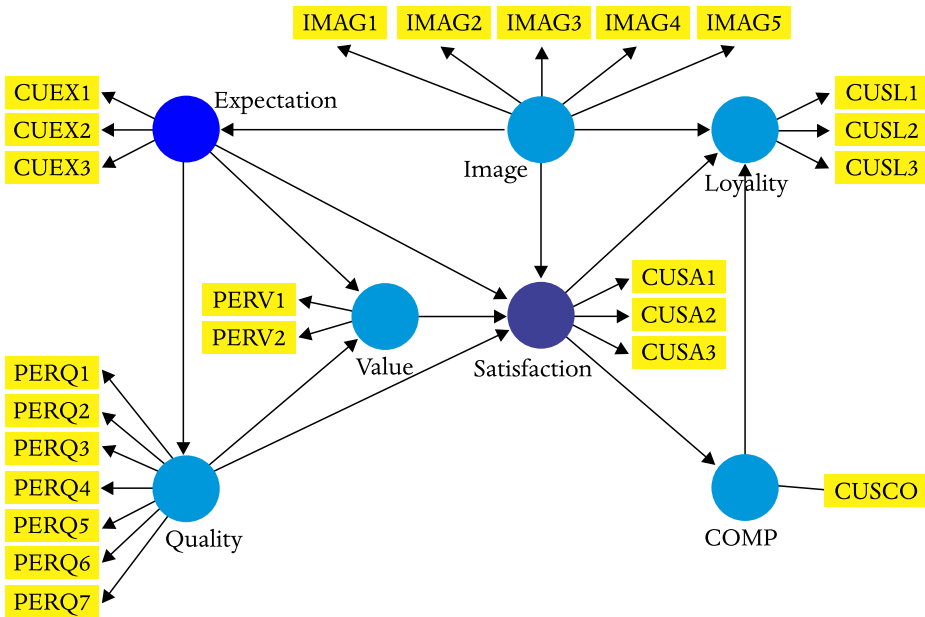 IMAG1 IMAG2 IMAG3 IMAG4 IMAG5
CUEX1
CUEX2
CUEX3
Expectation
Image
CUSL1
CUSL2
CUSL3
Loyality
PERV1
PERV2
Value
CUSA1
CUSA2
CUSA3
Satisfaction
PERQ1
PERQ2
PERQ3
PERQ4
PERQ5
PERQ6
PERQ7
Quality
COMP
CUSCO